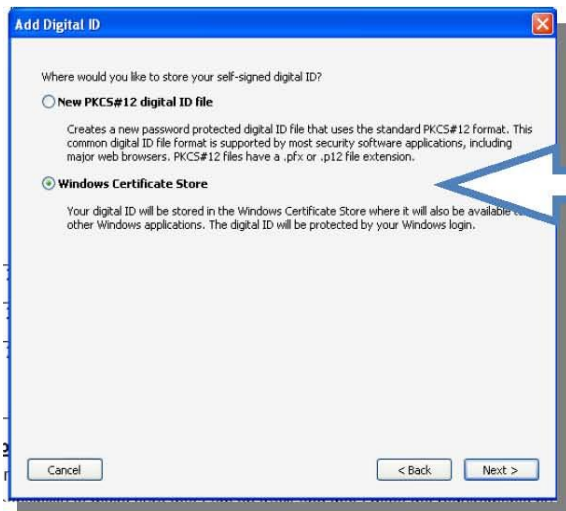 Add Digital ID
Where would you like to store your self-signed digital ID?
New PKCS#12 digital ID file
Creates a new password protected digital ID file that uses the standard PKCS#12 format. This
common digital ID file format is supported by most security software applications, including
major web browsers. PKCS#12 files have a .pfx or .p12 file extension.
Windows Certificate Store
Your digital ID will be stored in the Windows Certificate Store where it will also be available
other Windows applications. The digital ID will be protected by your Windows login.
Cancel
< Back
Next >